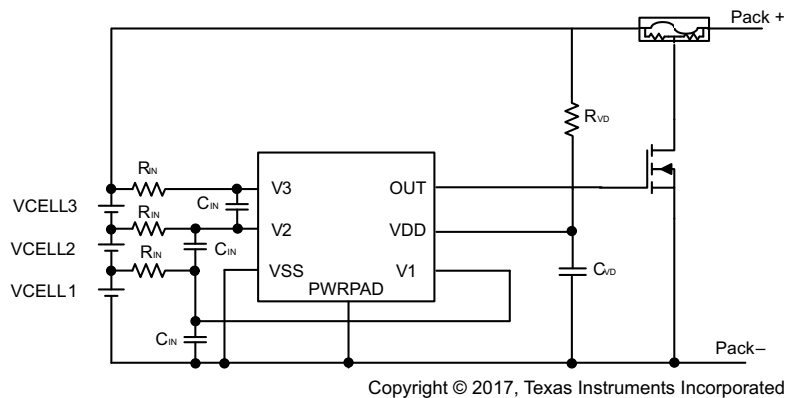 Pack +
RVD
RIN
V3
OUT
CIN
VCELL3
RIN
V2
VDD
CIN
VCELL2
RIN
VSS
V1
CVD
VCELL1
PWRPAD
CIN
Pack–
Copyright © 2017, Texas Instruments Incorporated